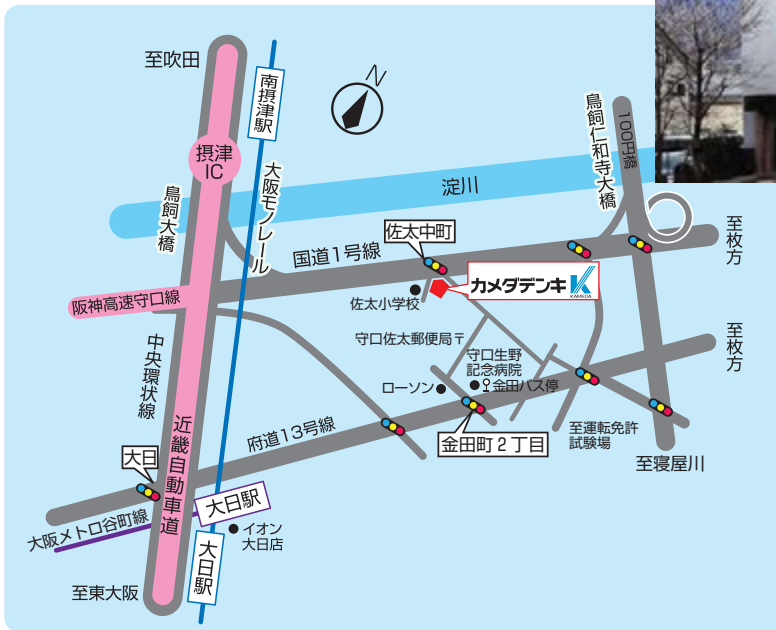 至吹田
N
南摂津駅
鳥飼仁和寺大橋
100円橋
摂津
IC
淀川
鳥飼大橋
大阪モノレール
佐太中町
至枚方
国道1号線
カメダデンキ
K
KAMEDA
阪神高速守口線
佐太小学校
守口佐太郵便局〒
中央環状線
守口生野
記念病院
至枚方
ローソン
金田バス停
近畿自動車道
府道13号線
金田町2丁目
至運転免許
試験場
大日
至寝屋川
大日駅
大阪メトロ谷町線
イオン
大日店
大日駅
至東大阪